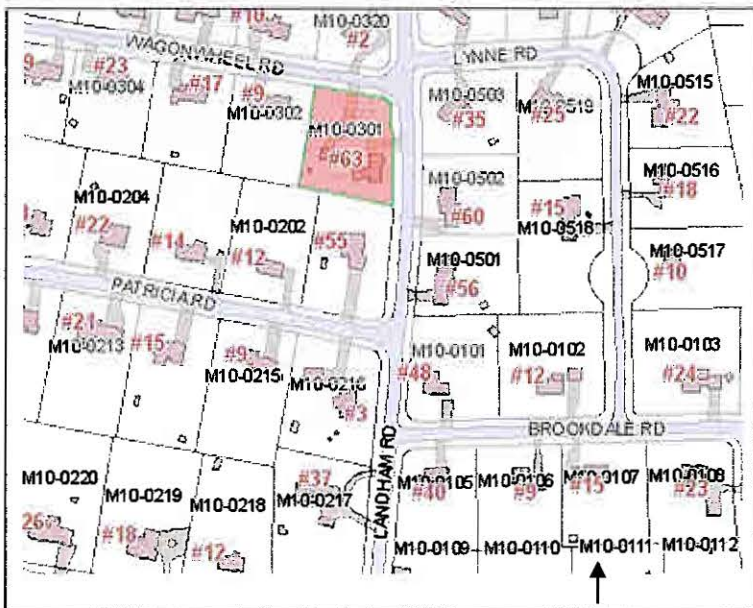 #10
M10-0320
#2
WAGONWHEEL RD
LYNNE RD
#23
M10-0304
#17
#9
M10-0302
M10-0301
#63
M10-0503
#35
M10-0519
#25
M10-0515
#22
M10-0204
#22
M10-0202
#14
#12
#55
M10-0502
#60
#15
M10-0518
M10-0516
#18
M10-0517
#10
M10-0501
#56
PATRICIA RD
#21
M10-0213
#15
#9
M10-0215
M10-0216
#3
M10-0101
#48
M10-0102
#12
M10-0103
#24
BROOKDALE RD
LANDHAM RD
M10-0220
M10-0219
M10-0218
#37
M10-0217
M10-0105
#40
M10-0106
#9
M10-0107
#15
M10-0108
#23
#18
#12
M10-0109
M10-0110
M10-0111
M10-0112